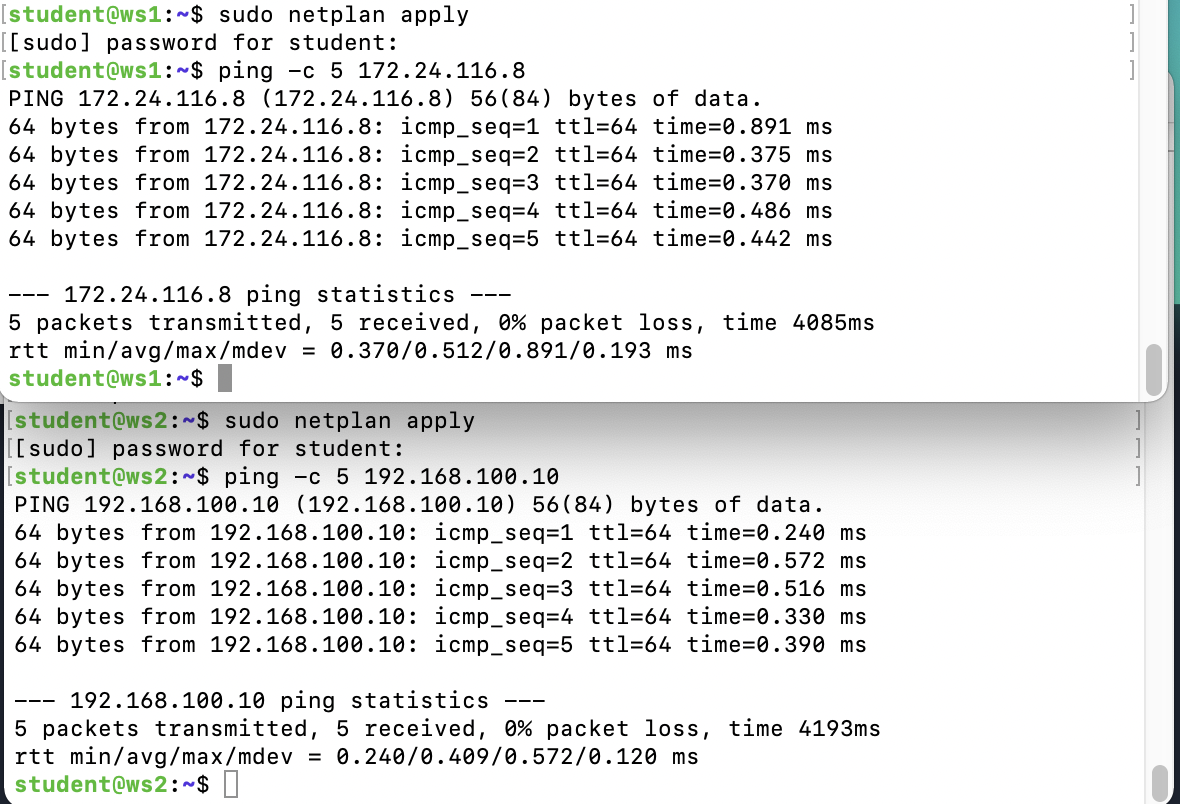 [student@ws1:~$ sudo netplan apply ]
[[sudo] password for student: ]
[student@ws1:~$ ping -c 5 172.24.116.8 ]
PING 172.24.116.8 (172.24.116.8) 56(84) bytes of data.
64 bytes from 172.24.116.8: icmp_seq=1 ttl=64 time=0.891 ms
64 bytes from 172.24.116.8: icmp_seq=2 ttl=64 time=0.375 ms
64 bytes from 172.24.116.8: icmp_seq=3 ttl=64 time=0.370 ms
64 bytes from 172.24.116.8: icmp_seq=4 ttl=64 time=0.486 ms
64 bytes from 172.24.116.8: icmp_seq=5 ttl=64 time=0.442 ms
--- 172.24.116.8 ping statistics ---
5 packets transmitted, 5 received, 0% packet loss, time 4085ms
rtt min/avg/max/mdev = 0.370/0.512/0.891/0.193 ms
student@ws1:~$
[student@ws2:~$ sudo netplan apply ]
[[sudo] password for student: ]
[student@ws2:~$ ping -c 5 192.168.100.10 ]
PING 192.168.100.10 (192.168.100.10) 56(84) bytes of data.
64 bytes from 192.168.100.10: icmp_seq=1 ttl=64 time=0.240 ms
64 bytes from 192.168.100.10: icmp_seq=2 ttl=64 time=0.572 ms
64 bytes from 192.168.100.10: icmp_seq=3 ttl=64 time=0.516 ms
64 bytes from 192.168.100.10: icmp_seq=4 ttl=64 time=0.330 ms
64 bytes from 192.168.100.10: icmp_seq=5 ttl=64 time=0.390 ms
--- 192.168.100.10 ping statistics ---
5 packets transmitted, 5 received, 0% packet loss, time 4193ms
rtt min/avg/max/mdev = 0.240/0.409/0.572/0.120 ms
student@ws2:~$